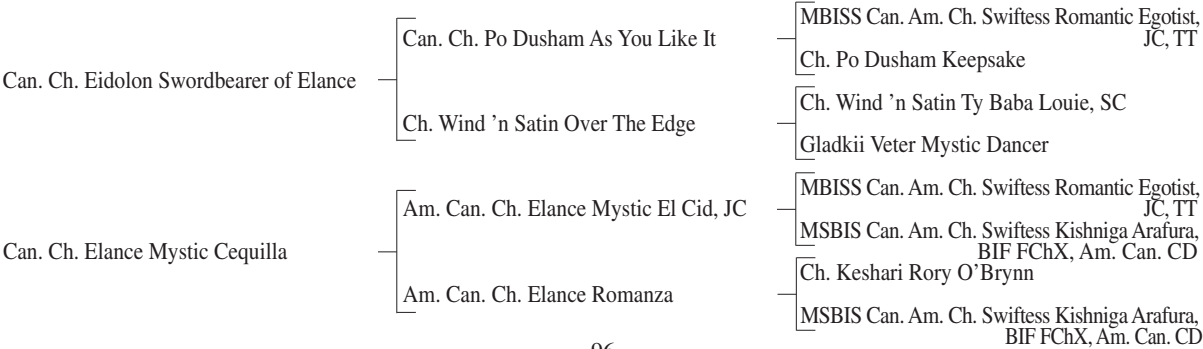 MBISS Can. Am. Ch. Swiftess Romantic Egotist,
JC, TT
Can. Ch. Po Dusham As You Like It
Ch. Po Dusham Keepsake
Can. Ch. Eidolon Swordbearer of Elance
Ch. Wind ’n Satin Ty Baba Louie, SC
Ch. Wind ’n Satin Over The Edge
Gladkii Veter Mystic Dancer
MBISS Can. Am. Ch. Swiftess Romantic Egotist,
JC, TT
Am. Can. Ch. Elance Mystic El Cid, JC
MSBIS Can. Am. Ch. Swiftess Kishniga Arafura,
BIF FChX, Am. Can. CD
Can. Ch. Elance Mystic Cequilla
Ch. Keshari Rory O’Brynn
Am. Can. Ch. Elance Romanza
MSBIS Can. Am. Ch. Swiftess Kishniga Arafura,
BIF FChX, Am. Can. CD